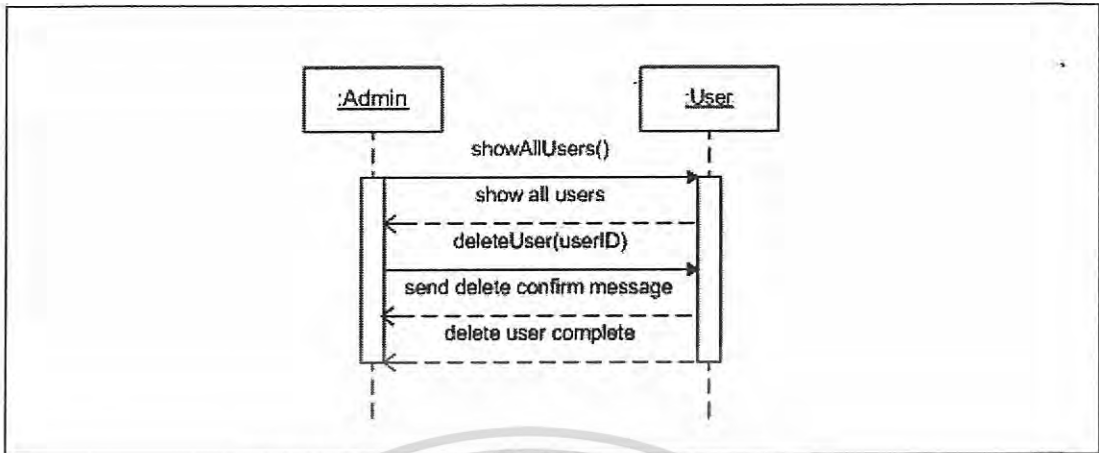 :Admin
:User
showAllUsers()
show all users
deleteUser(userID)
send delete confirm message
delete user complete